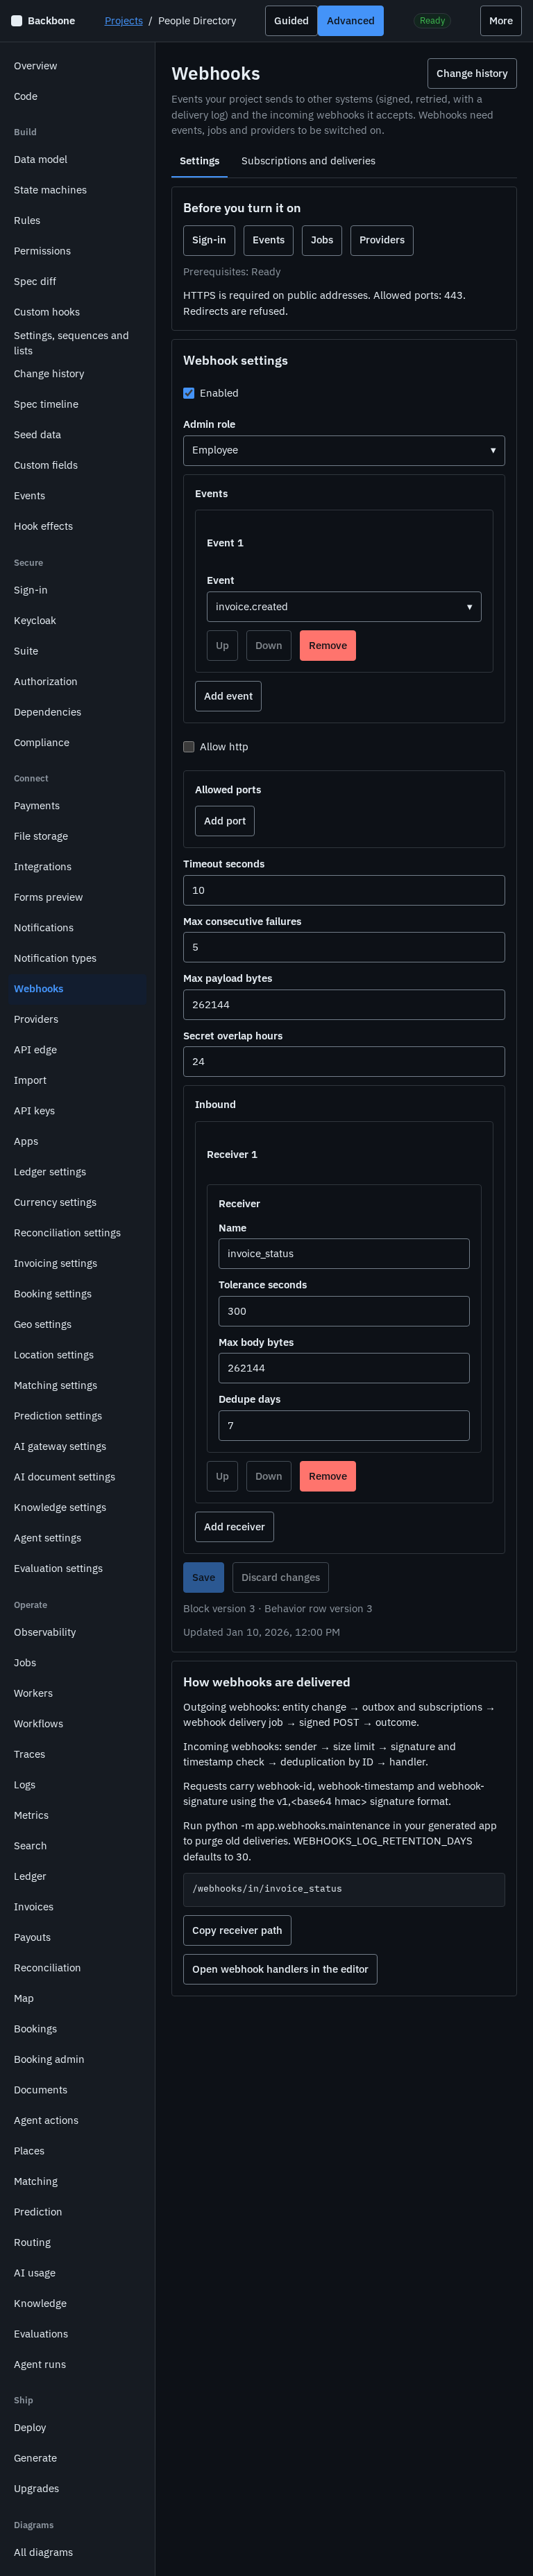 Backbone
Projects / People Directory
Guided
Advanced
Ready
More
Overview
Code
Build
Data model
State machines
Rules
Permissions
Spec diff
Custom hooks
Settings, sequences and
lists
Change history
Spec timeline
Seed data
Custom fields
Events
Hook effects
Secure
Sign-in
Keycloak
Suite
Authorization
Dependencies
Compliance
Connect
Payments
File storage
Integrations
Forms preview
Notifications
Notification types
Webhooks
Providers
API edge
Import
API keys
Apps
Ledger settings
Currency settings
Reconciliation settings
Invoicing settings
Booking settings
Geo settings
Location settings
Matching settings
Prediction settings
AI gateway settings
AI document settings
Knowledge settings
Agent settings
Evaluation settings
Operate
Observability
Jobs
Workers
Workflows
Traces
Logs
Metrics
Search
Ledger
Invoices
Payouts
Reconciliation
Map
Bookings
Booking admin
Documents
Agent actions
Places
Matching
Prediction
Routing
AI usage
Knowledge
Evaluations
Agent runs
Ship
Deploy
Generate
Upgrades
Diagrams
All diagrams
Webhooks
Change history
Events your project sends to other systems (signed, retried, with a
delivery log) and the incoming webhooks it accepts. Webhooks need
events, jobs and providers to be switched on.
Settings
Subscriptions and deliveries
Before you turn it on
Sign-in
Events
Jobs
Providers
Prerequisites: Ready
HTTPS is required on public addresses. Allowed ports: 443.
Redirects are refused.
Webhook settings
Enabled
Admin role
Employee
Events
Event 1
Event
invoice.created
Up
Down
Remove
Add event
Allow http
Allowed ports
Add port
Timeout seconds
10
Max consecutive failures
5
Max payload bytes
262144
Secret overlap hours
24
Inbound
Receiver 1
Receiver
Name
invoice_status
Tolerance seconds
300
Max body bytes
262144
Dedupe days
7
Up
Down
Remove
Add receiver
Save
Discard changes
Block version 3 · Behavior row version 3
Updated Jan 10, 2026, 12:00 PM
How webhooks are delivered
Outgoing webhooks: entity change → outbox and subscriptions →
webhook delivery job → signed POST → outcome.
Incoming webhooks: sender → size limit → signature and
timestamp check → deduplication by ID → handler.
Requests carry webhook-id, webhook-timestamp and webhook-
signature using the v1,<base64 hmac> signature format.
Run python -m app.webhooks.maintenance in your generated app
to purge old deliveries. WEBHOOKS_LOG_RETENTION_DAYS
defaults to 30.
/webhooks/in/invoice_status
Copy receiver path
Open webhook handlers in the editor